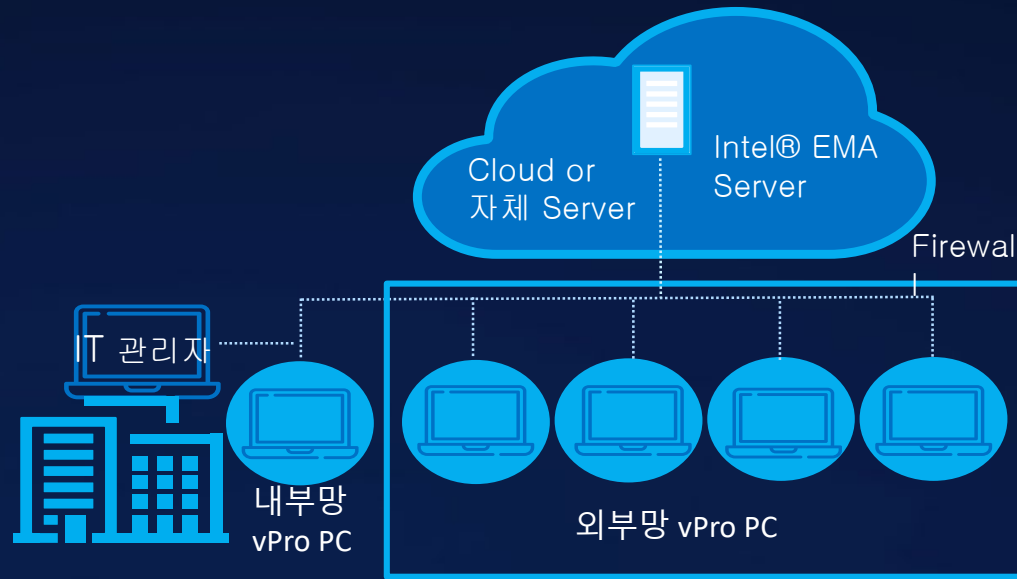 Intel® EMA
Server
Cloud or
자체 Server
Firewal
l
IT 관리자
내부망
vPro PC
외부망 vPro PC